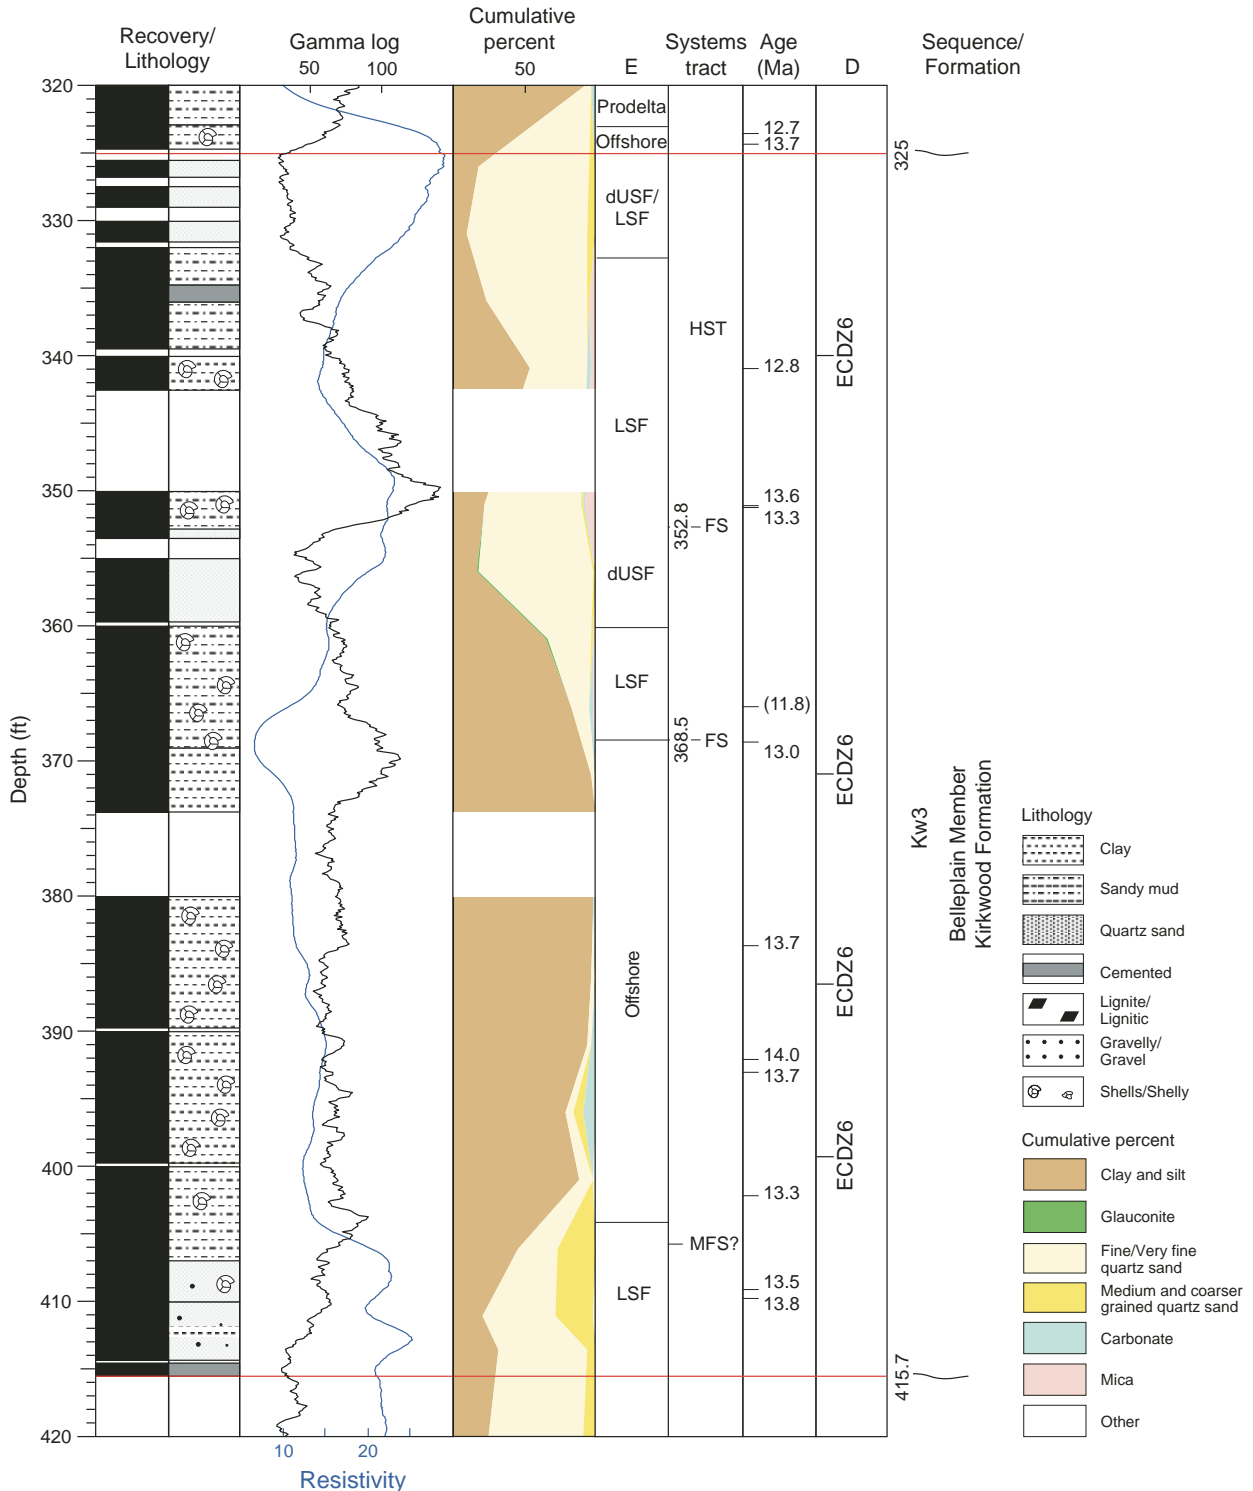 Recovery/
Lithology
Gamma log
50
100
Cumulative
percent
50
E
Systems
tract
Age
(Ma)
D
Sequence/
Formation
Depth (ft)
320
330
340
350
360
370
380
390
400
410
420
Prodelta
Offshore
dUSF/
LSF
LSF
dUSF
LSF
Offshore
LSF
HST
352.8
FS
368.5
FS
MFS?
12.7
13.7
12.8
13.6
13.3
(11.8)
13.0
13.7
14.0
13.7
13.3
13.5
13.8
ECDZ6
ECDZ6
ECDZ6
ECDZ6
325
415.7
Kw3
Belleplain Member
Kirkwood Formation
10
20
Resistivity
Lithology
Clay
Sandy mud
Quartz sand
Cemented
Lignite/
Lignitic
Gravelly/
Gravel
Shells/Shelly
Cumulative percent
Clay and silt
Glauconite
Fine/Very fine
quartz sand
Medium and coarser
grained quartz sand
Carbonate
Mica
Other